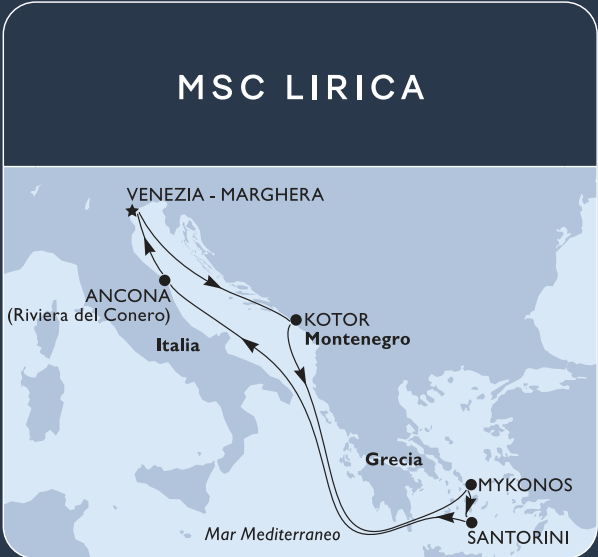 MSC LIRICA
VENEZIA - MARGHERA
ANCONA
(Riviera del Conero)
Italia
KOTOR
Montenegro
Grecia
MYKONOS
SANTORINI
Mar Mediterraneo